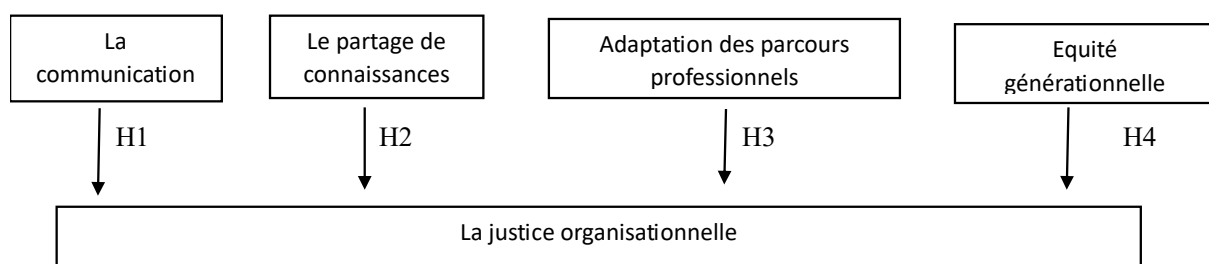 La
communication
Le partage de
connaissances
Adaptation des parcours
professionnels
Equité
générationnelle
H1
H2
H3
H4
La justice organisationnelle